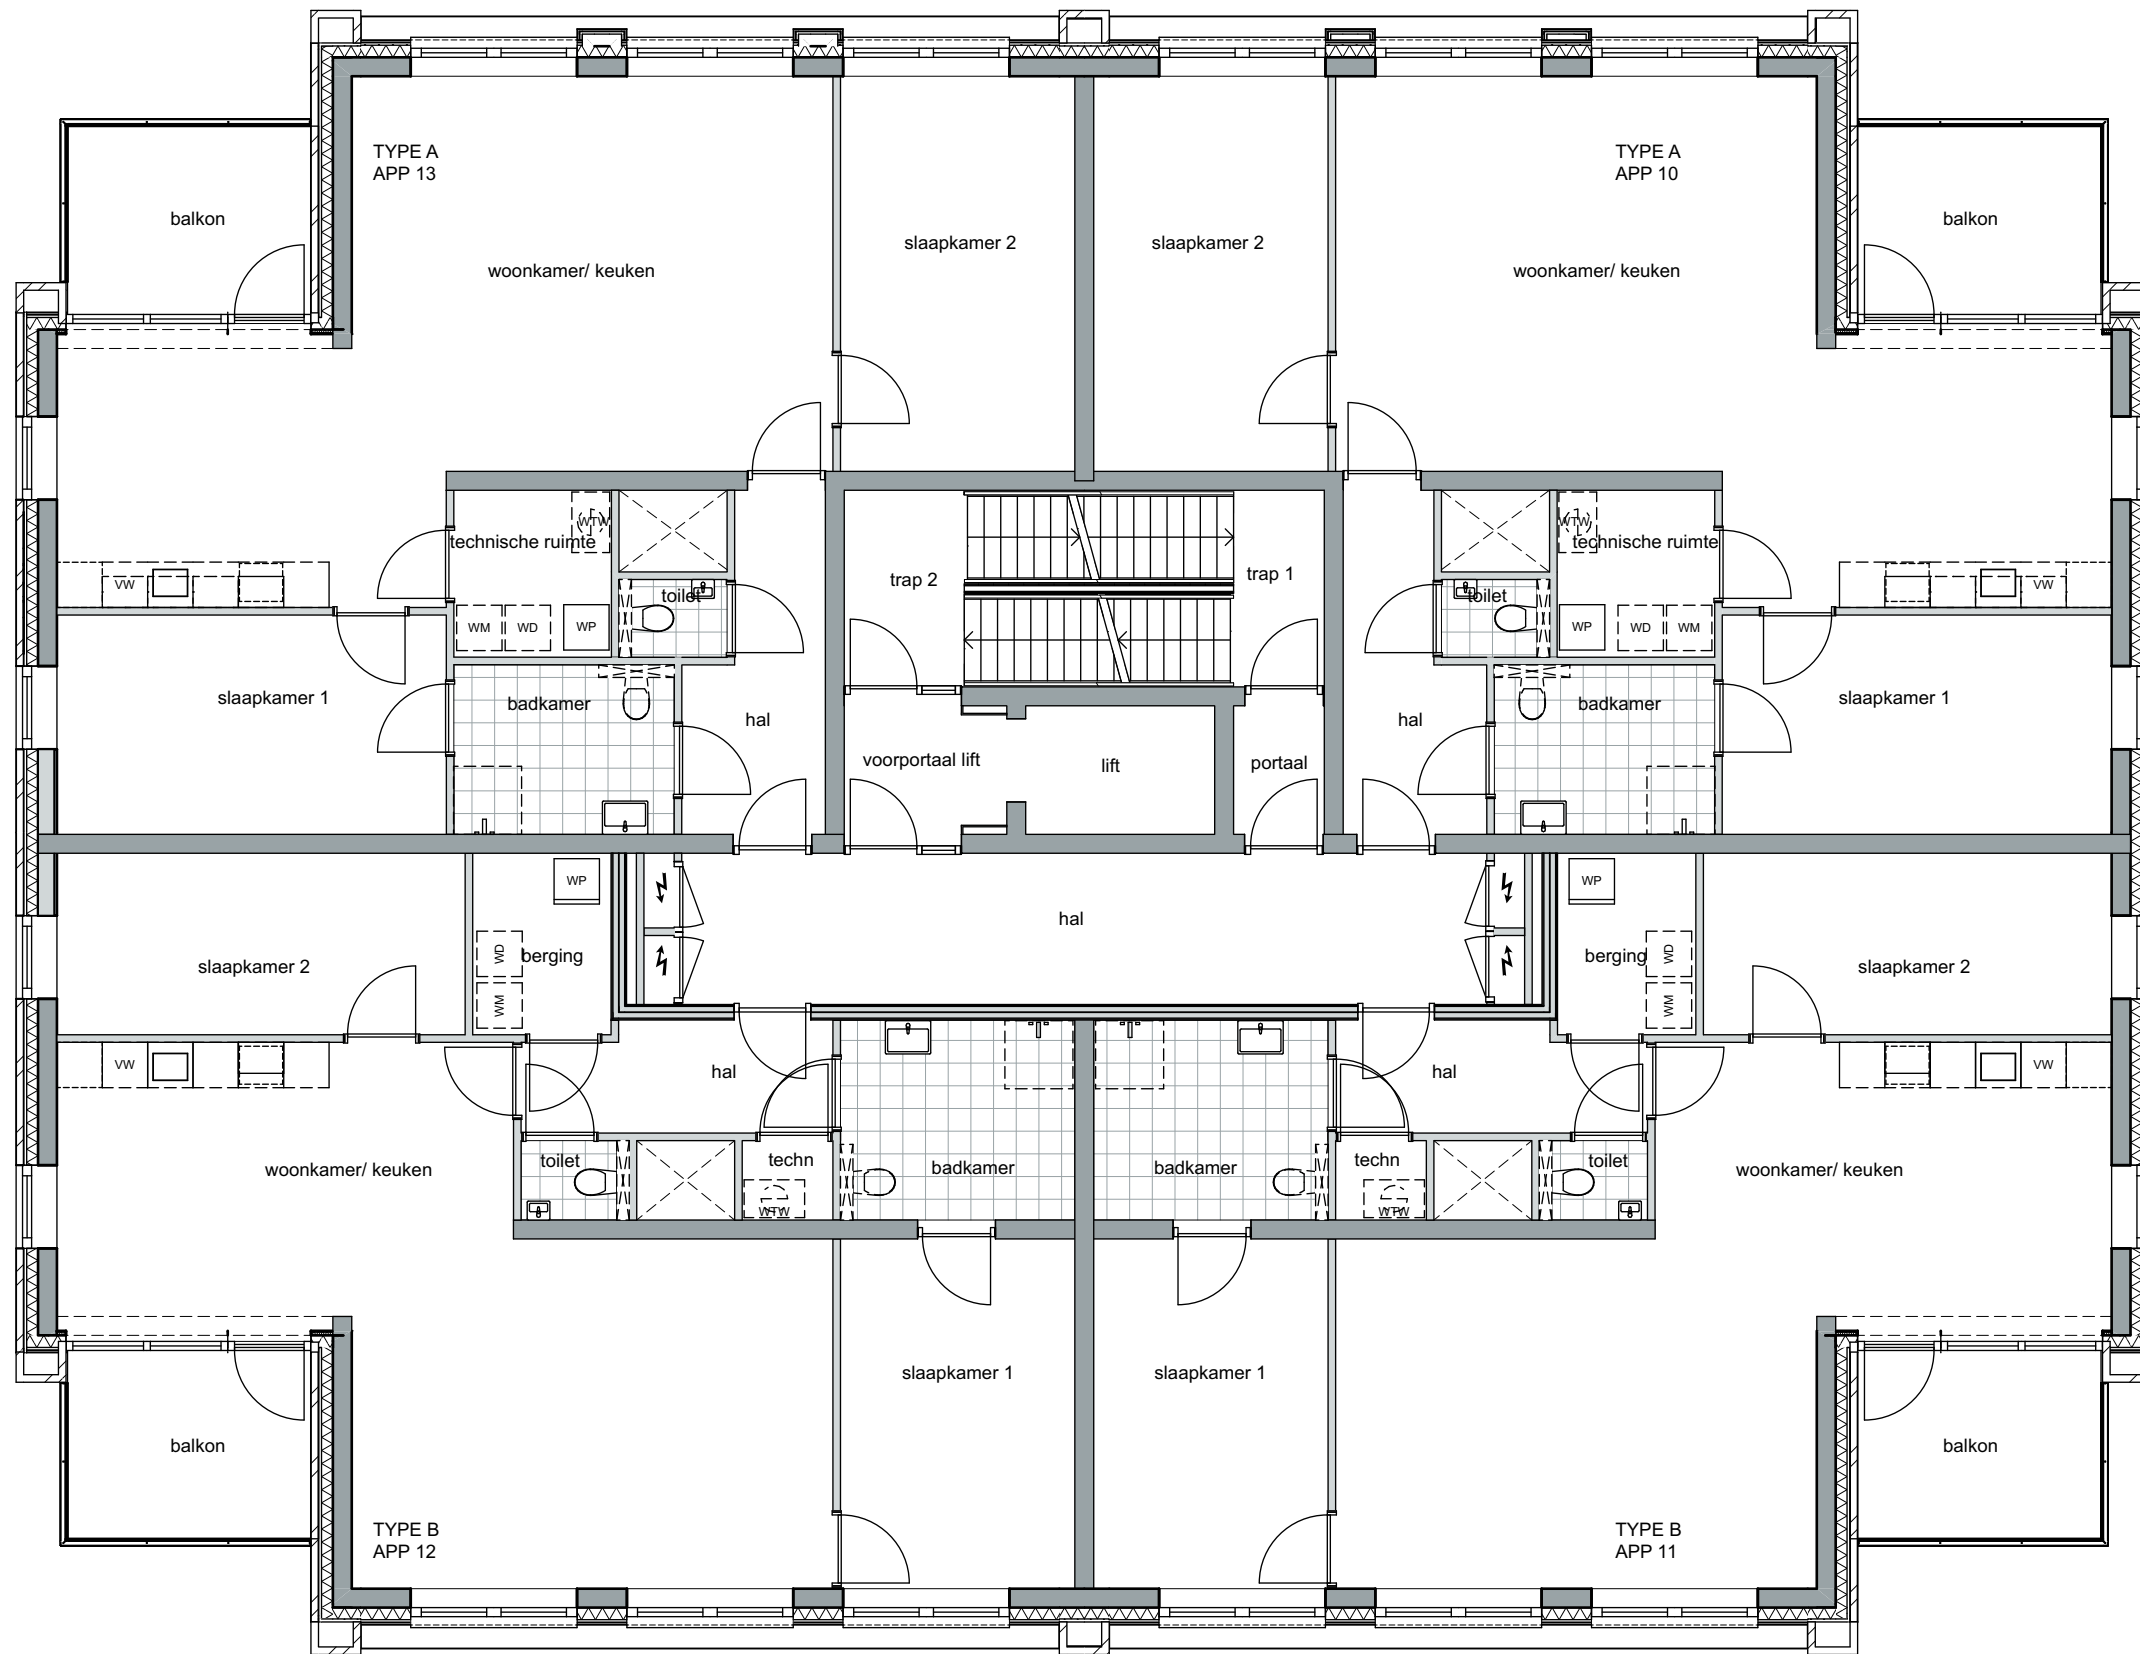 TYPE A
APP 13
TYPE A
APP 10
balkon
balkon
slaapkamer 2
slaapkamer 2
woonkamer/ keuken
woonkamer/ keuken
WTW
WTW
technische ruimte
technische ruimte
trap 2
trap 1
VW
VW
toilet
toilet
WM
WD
WP
WP
WD
WM
slaapkamer 1
badkamer
badkamer
slaapkamer 1
hal
hal
voorportaal lift
lift
portaal
WP
WP
hal
WD
berging
berging
WD
slaapkamer 2
slaapkamer 2
WM
WM
VW
VW
hal
hal
toilet
techn
techn
toilet
woonkamer/ keuken
badkamer
badkamer
woonkamer/ keuken
WTW
WTW
slaapkamer 1
slaapkamer 1
balkon
balkon
TYPE B
APP 12
TYPE B
APP 11